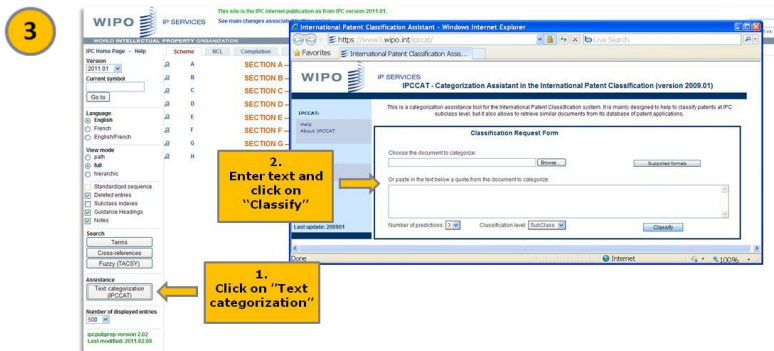 3
This site is the IPC internet publication as from IPC version 2011.01.
WIPO
IP SERVICES
See main changes associat
WORLD INTELLECTUAL PROPERTY ORGANIZATION
IPC Home Page - Help
Scheme
RCL
Compilation
Version
2011.01
Current symbol
Go to
Language
English
French
English/French
View mode
path
full
hierarchic
Standardized sequence
Deleted entries
Subclass indexes
Guidance Headings
Notes
Search
Terms
Cross-references
Fuzzy (TACSY)
Assistance
Text categorization
(IPCCAT)
Number of displayed entries
500
ipcpubprep version 2.02
Last modified: 2011.02.08
A SECTION A –
B SECTION B –
C SECTION C –
D SECTION D –
E SECTION E –
F SECTION F –
G SECTION G –
H
International Patent Classification Assistant - Windows Internet Explorer
https://www3.wipo.int/ipccat/
Live Search
Favorites
International Patent Classification Assis...
WIPO
IP SERVICES
IPCCAT - Categorization Assistant in the International Patent Classification (version 2009.01)
IPCCAT:
Help
About IPCCAT
This is a categorization assistance tool for the International Patent Classification system. It is mainly designed to help to classify patents at IPC
subclass level, but it also allows to retrieve similar documents from its database of patent applications.
Classification Request Form
Choose the document to categorize:
Browse...
Supported formats
Or paste in the text below a quote from the document to categorize:
Number of predictions: 3
Classification level: SubClass
Classify
Last update: 200901
Done
Internet
100%
2.
Enter text and
click on
“Classify”
1.
Click on “Text
categorization”